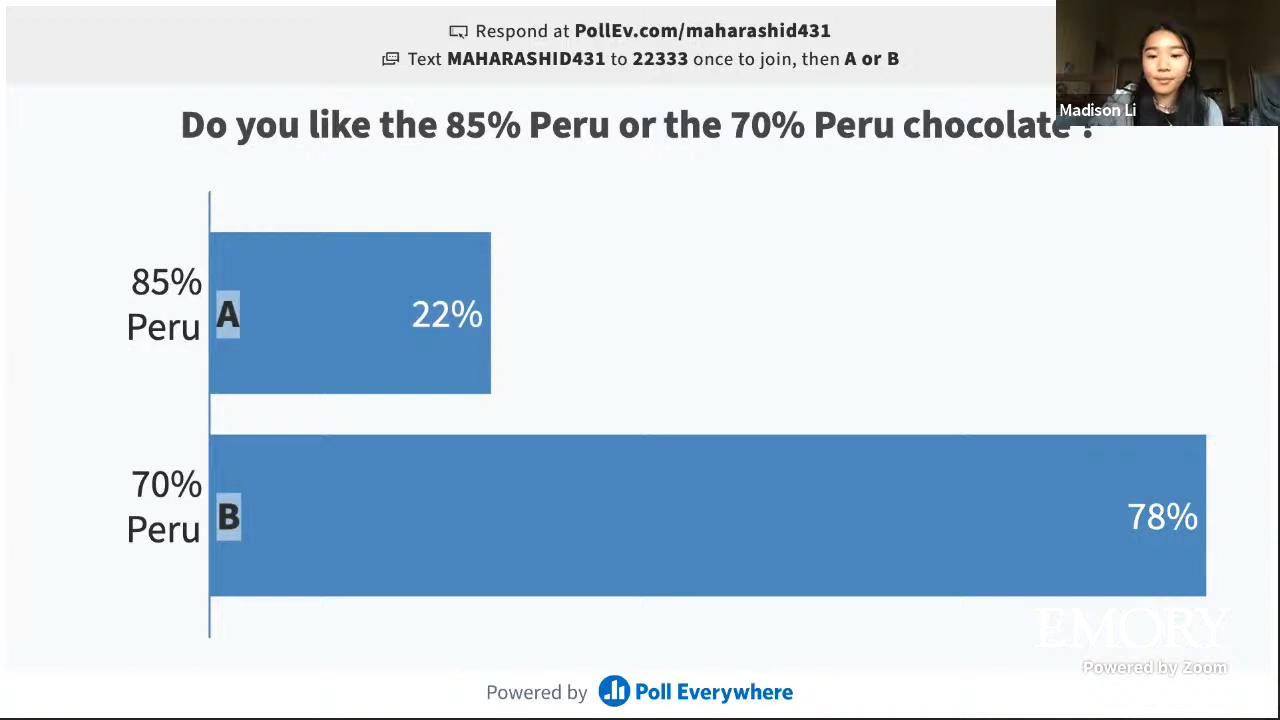 Respond at PollEv.com/maharashid431
Text MAHARASHID431 to 22333 once to join, then A or B
Madison Li
Do you like the 85% Peru or the 70% Peru chocolate ?
85%
Peru
A
22%
70%
Peru
B
78%
EMORY
Powered by Zoom
Powered by Poll Everywhere